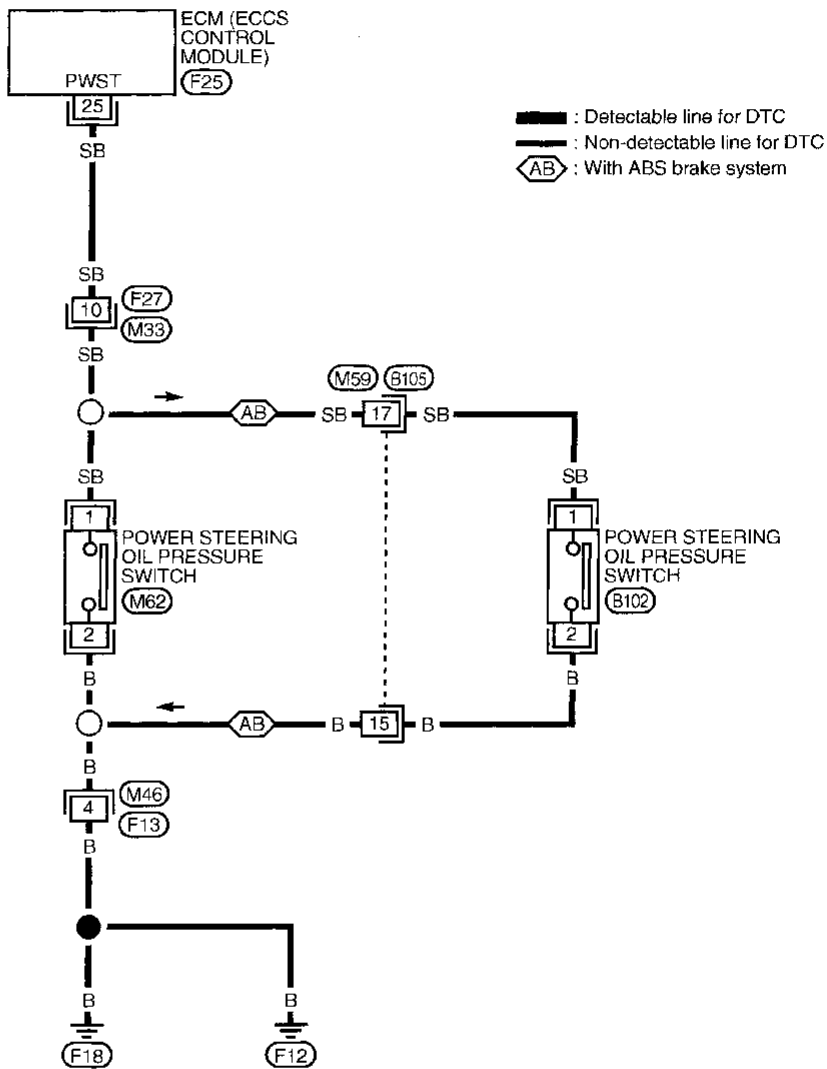 ECM (ECCS
CONTROL
MODULE)
F25
PWST
25
SB
: Detectable line for DTC
: Non-detectable line for DTC
AB : With ABS brake system
SB
10
F27
M33
SB
M59 B105
AB SB 17 SB
SB
SB
1
POWER STEERING
OIL PRESSURE
SWITCH
M62
2
B
1
POWER STEERING
OIL PRESSURE
SWITCH
B102
2
B
AB B 15 B
B
4
M46
F13
B
B
B
F18
F12